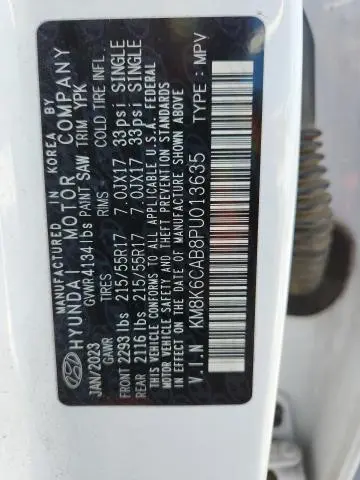 MANUFACTURED IN KOREA BY
HYUNDAI MOTOR COMPANY
JAN/2023 GVWR 4134 lbs PAINT SAW TRIM YPK
GAWR TIRES RIMS COLD TIRE INFL.
FRONT 2293 lbs 215/55R17 7.0JX17 33psi SINGLE
REAR 2116 lbs 215/55R17 7.0JX17 33psi SINGLE
THIS VEHICLE CONFORMS TO ALL APPLICABLE U.S.A. FEDERAL
MOTOR VEHICLE SAFETY AND THEFT PREVENTION STANDARDS
IN EFFECT ON THE DATE OF MANUFACTURE SHOWN ABOVE.
V.I.N KM8K6CAB8PU013635 TYPE : MPV